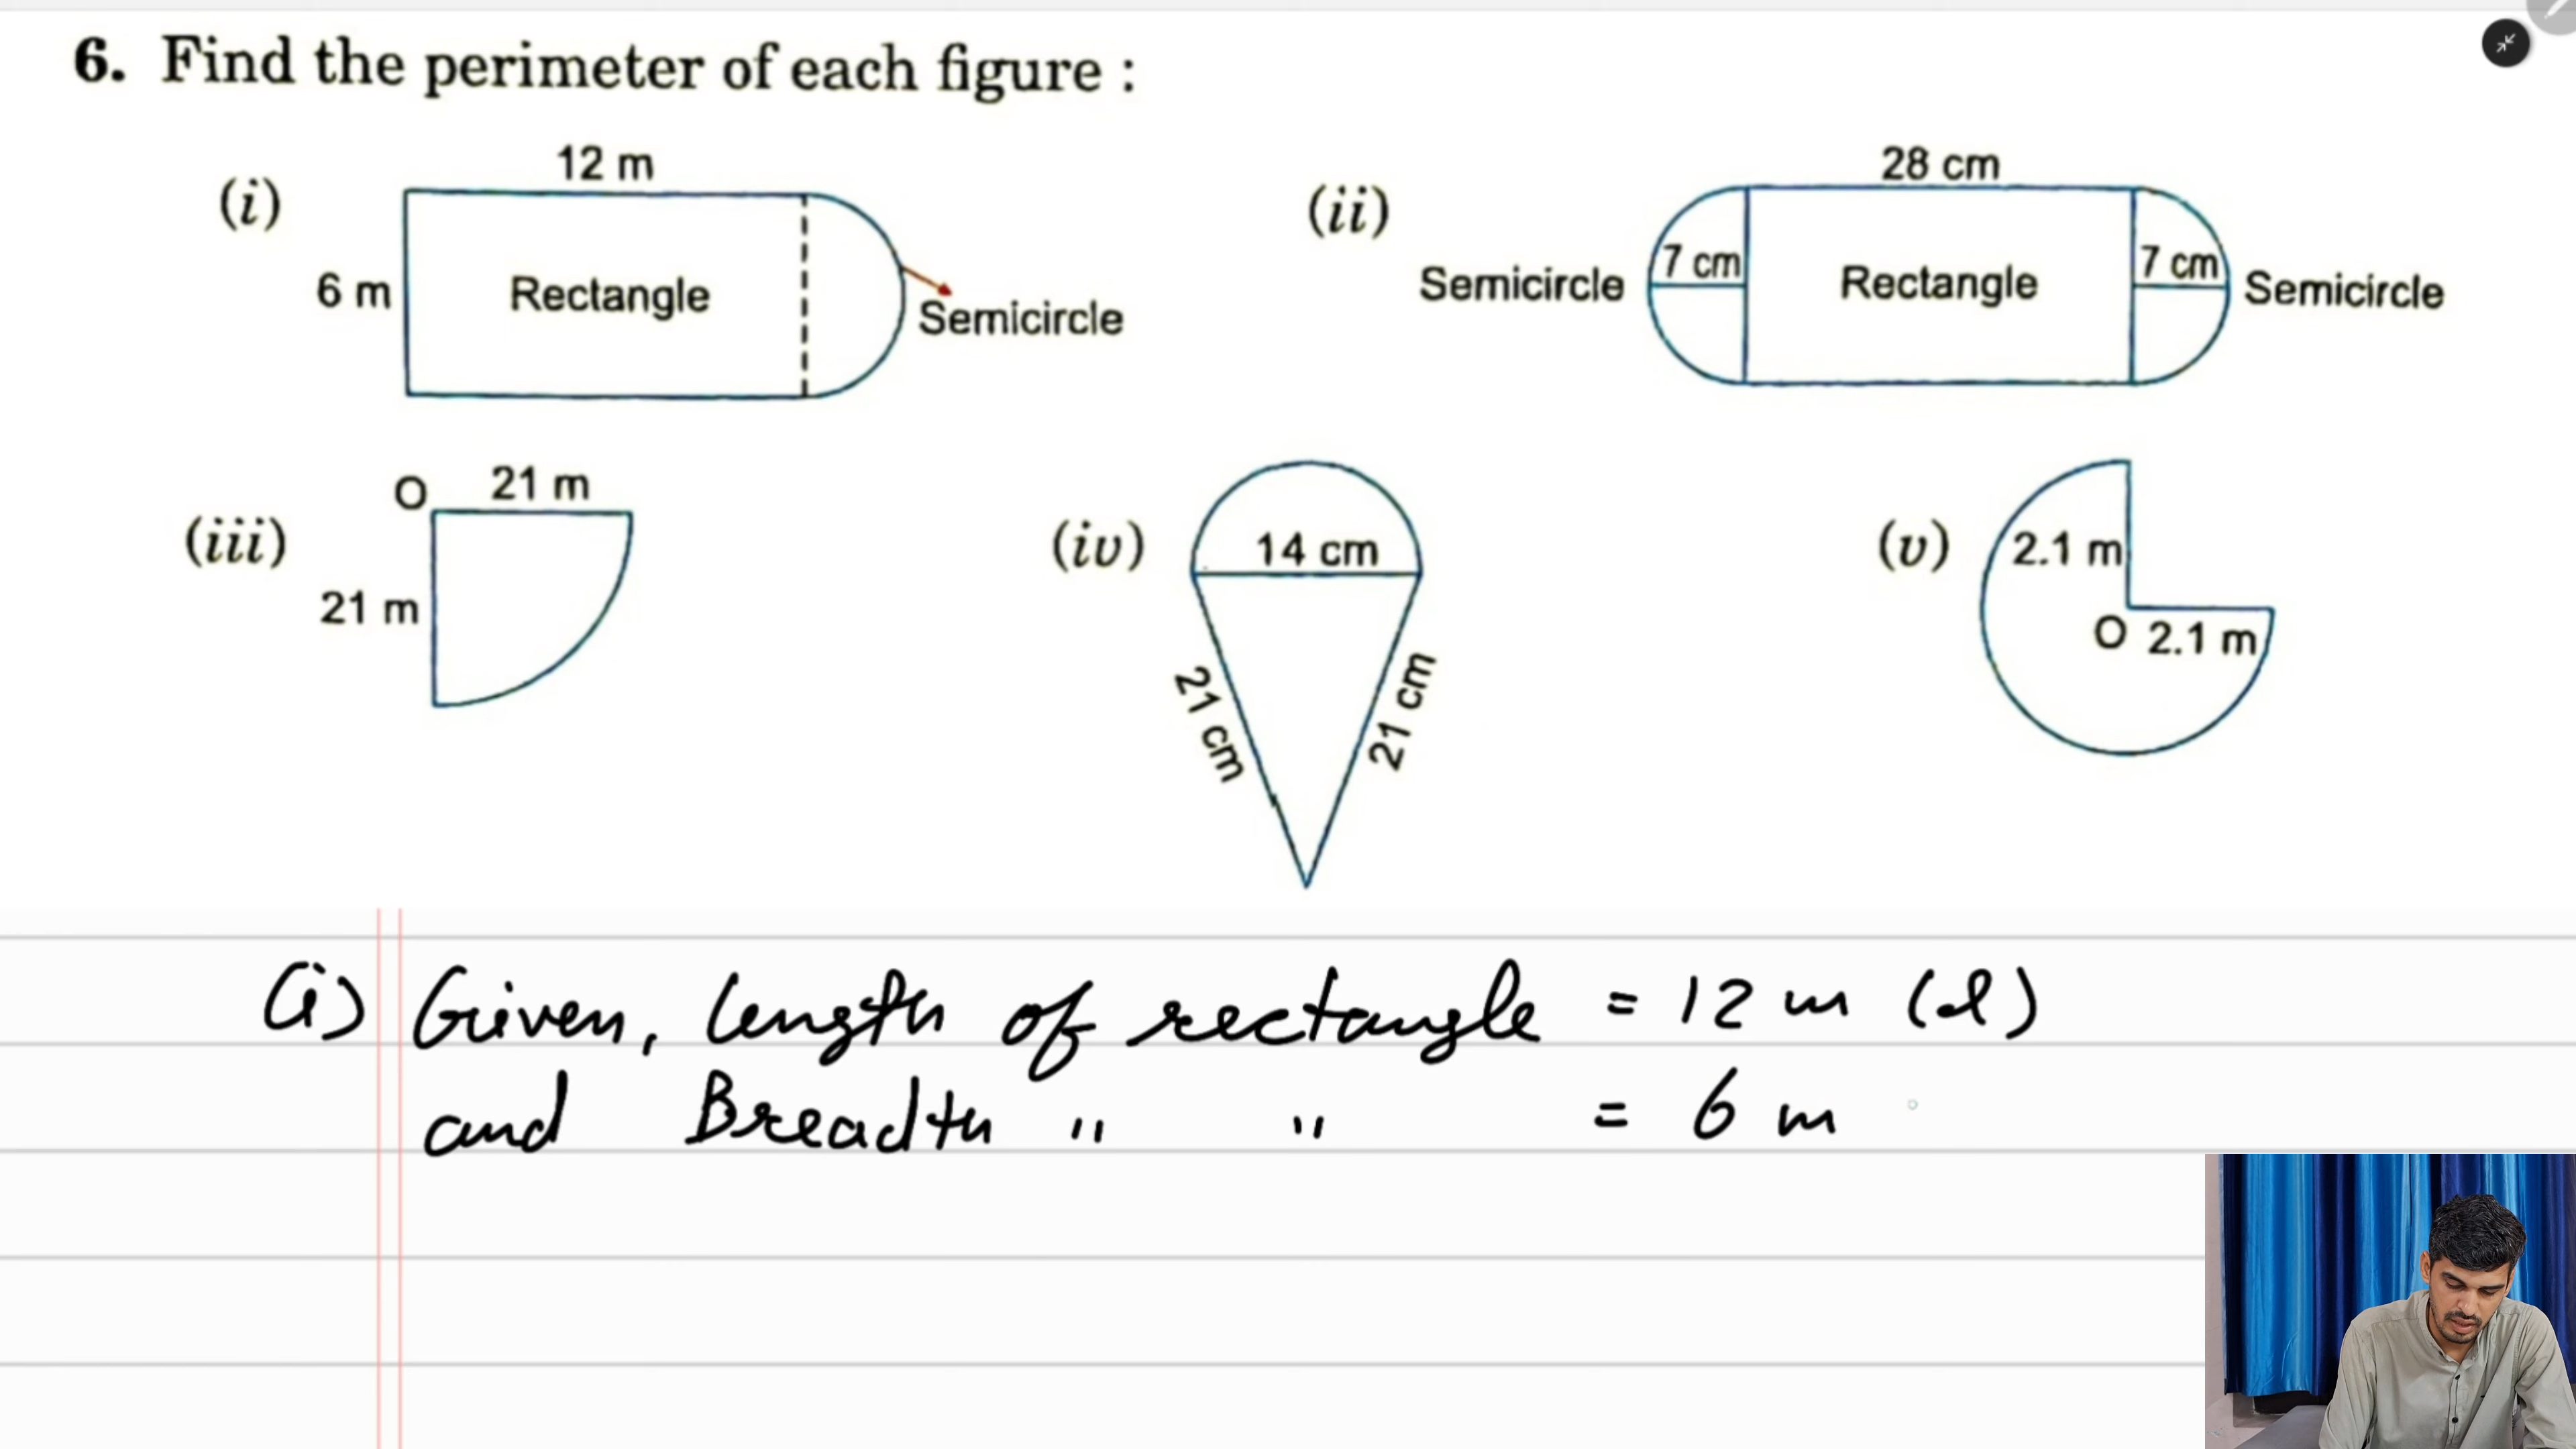 6. Find the perimeter of each figure :
(i)
12 m
6 m
Rectangle
Semicircle
(ii)
28 cm
Semicircle
7 cm
Rectangle
7 cm
Semicircle
(iii)
O
21 m
21 m
(iv)
14 cm
21 cm
21 cm
(v)
2.1 m
O
2.1 m
(i) Given, length of rectangle = 12 m (l)
and Breadth " " = 6 m